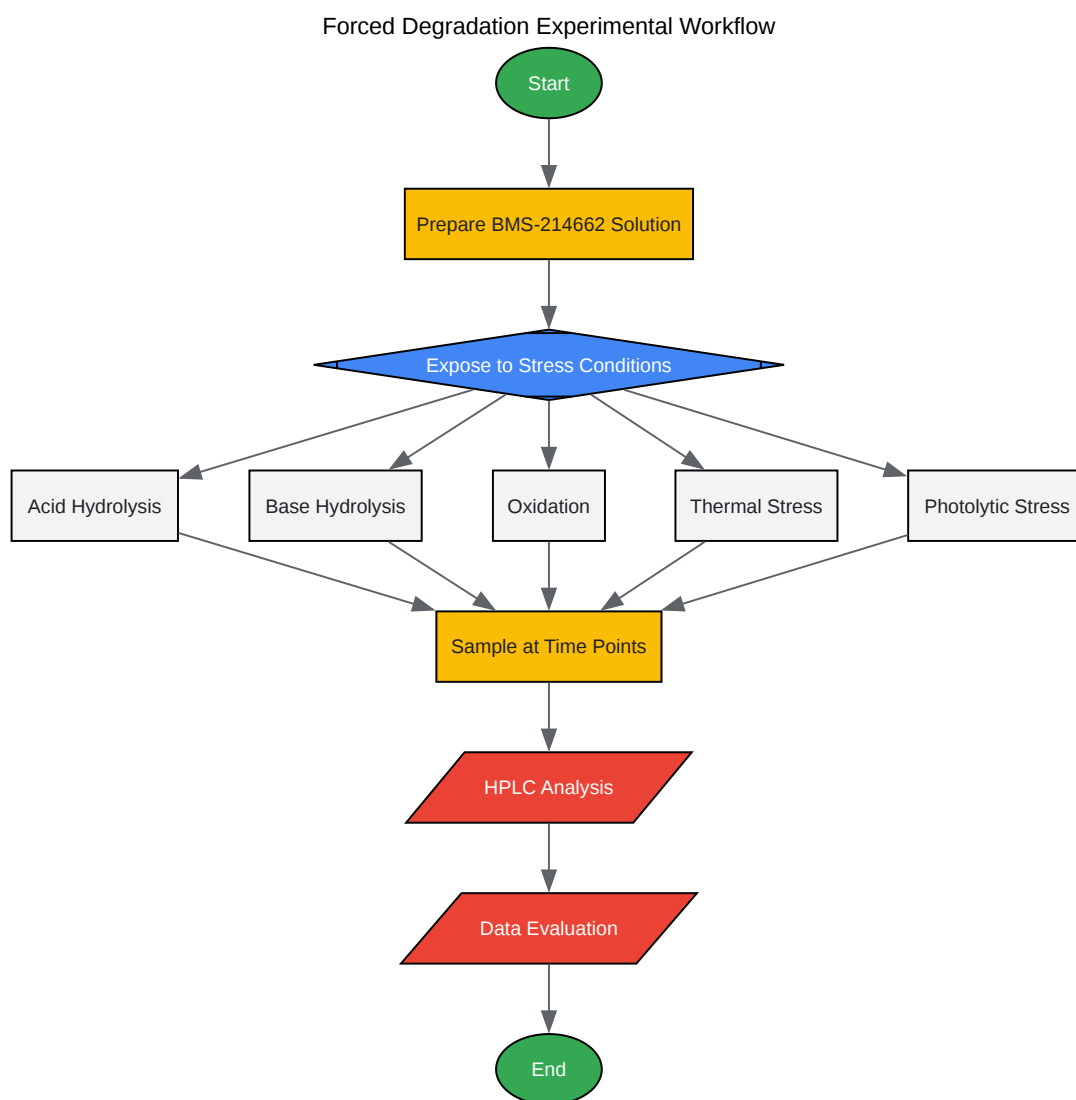 Forced Degradation Experimental Workflow
Start
Prepare BMS-214662 Solution
Expose to Stress Conditions
Acid Hydrolysis
Base Hydrolysis
Oxidation
Thermal Stress
Photolytic Stress
Sample at Time Points
HPLC Analysis
Data Evaluation
End